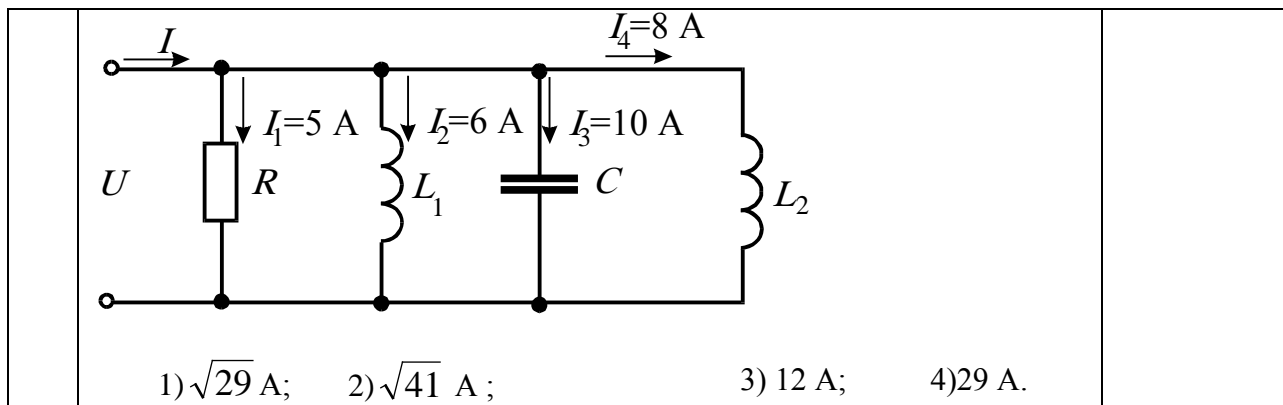 I
I₄=8 A
I₁=5 A
I₂=6 A
I₃=10 A
U
R
L₁
C
L₂
1) √29 A; 2) √41 A ; 3) 12 A; 4)29 A.